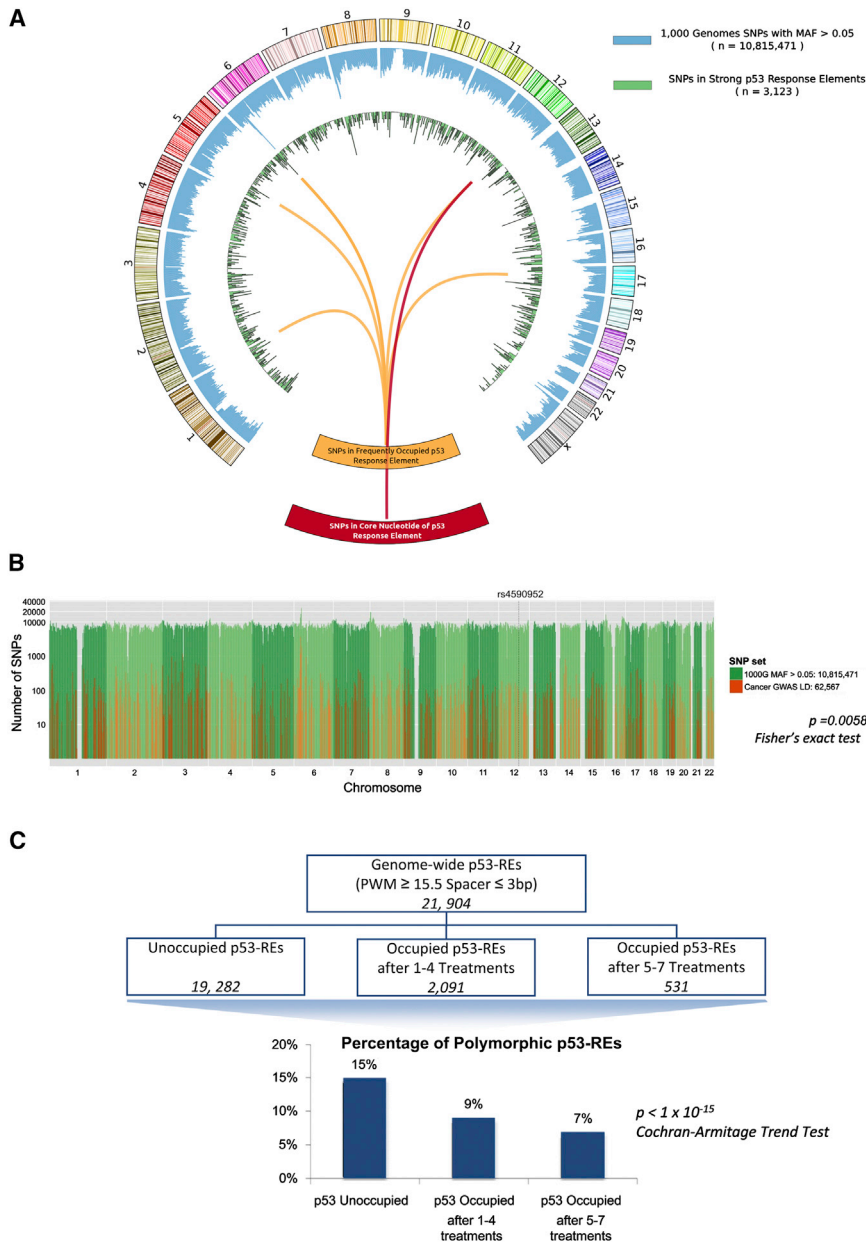 A
1
2
3
4
5
6
7
8
9
10
11
12
13
14
15
16
17
18
19
20
21
22
X
1,000 Genomes SNPs with MAF > 0.05
( n = 10,815,471 )
SNPs in Strong p53 Response Elements
( n = 3,123 )
SNPs in Frequently Occupied p53
Response Element
SNPs in Core Nucleotide of p53
Response Element
B
rs4590952
40000
20000
10000
1000
100
10
Number of SNPs
1 2 3 4 5 6 7 8 9 10 11 12 13 14 15 16 17 18 19 20 21 22
Chromosome
SNP set
1000G MAF > 0.05: 10,815,471
Cancer GWAS LD: 62,567
p =0.0058
Fisher's exact test
C
Genome-wide p53-REs
(PWM ≥ 15.5 Spacer ≤ 3bp)
21, 904
Unoccupied p53-REs
19, 282
Occupied p53-REs
after 1-4 Treatments
2,091
Occupied p53-REs
after 5-7 Treatments
531
Percentage of Polymorphic p53-REs
20%
15%
10%
5%
0%
15%
9%
7%
p < 1 x 10⁻¹⁵
Cochran-Armitage Trend Test
p53 Unoccupied
p53 Occupied
after 1-4
treatments
p53 Occupied
after 5-7
treatments